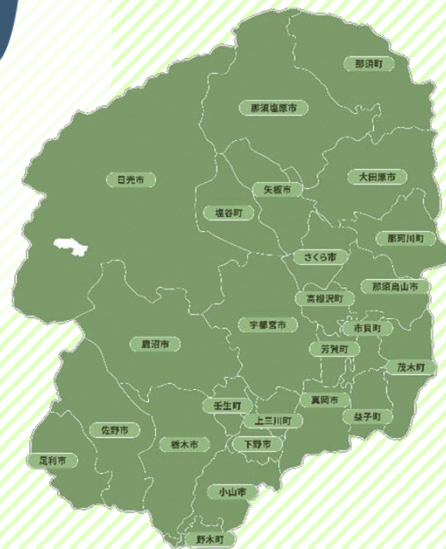 那須町
那須塩原市
日光市
大田原市
矢板市
塩谷町
那珂川町
さくら市
那須烏山市
高根沢町
宇都宮市
市貝町
鹿沼市
芳賀町
茂木町
真岡市
壬生町
益子町
上三川町
佐野市
栃木市
下野市
足利市
小山市
野木町